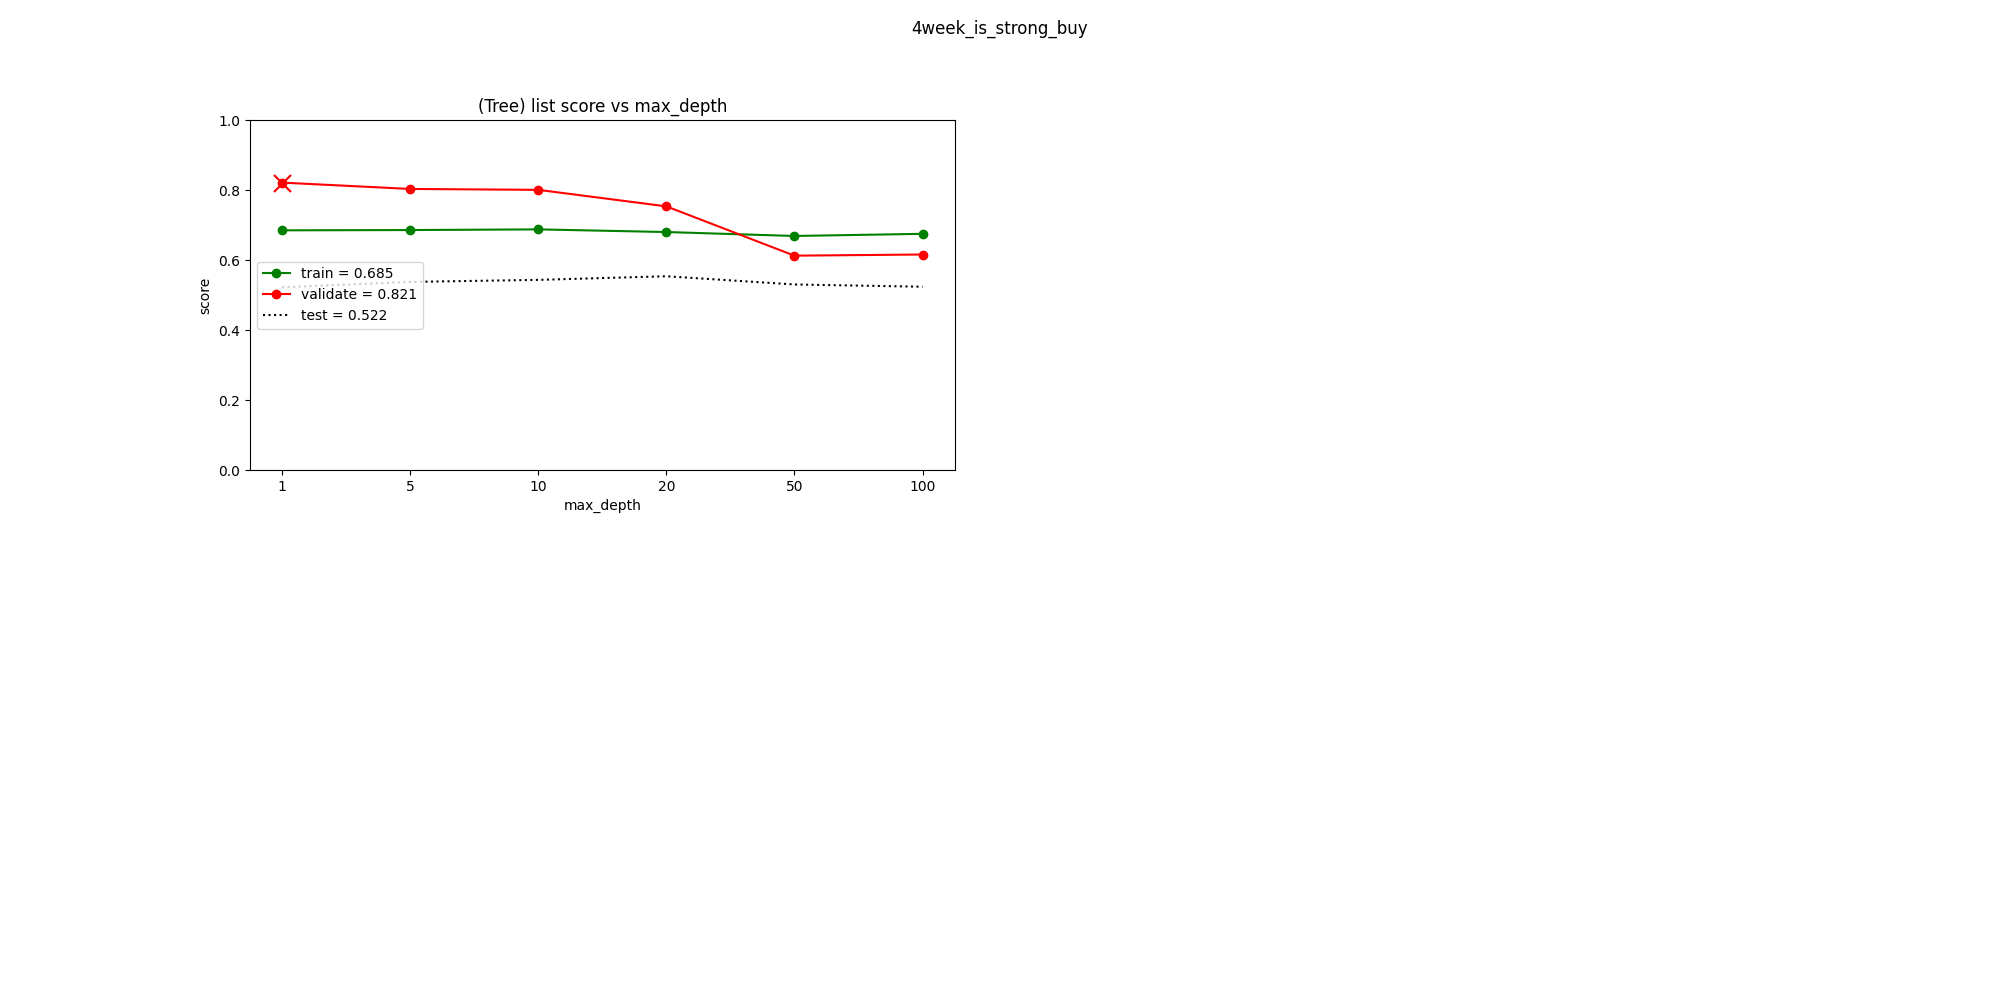 4week_is_strong_buy
(Tree) list score vs max_depth
1.0
0.8
0.6
0.4
0.2
0.0
score
train = 0.685
validate = 0.821
test = 0.522
1 5 10 20 50 100
max_depth